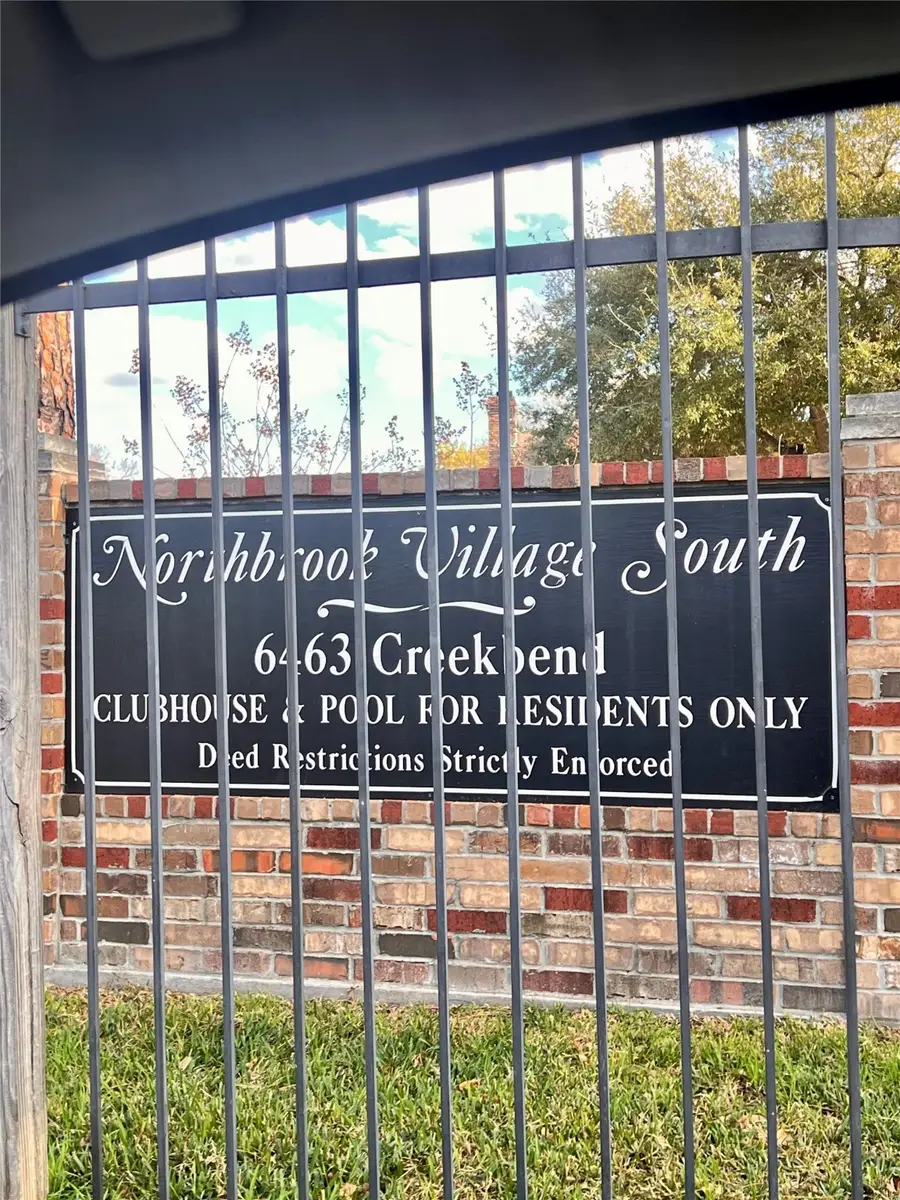 Northbrook Village South
6463 Creekbend
CLUBHOUSE & POOL FOR RESIDENTS ONLY
Deed Restrictions Strictly Enforced